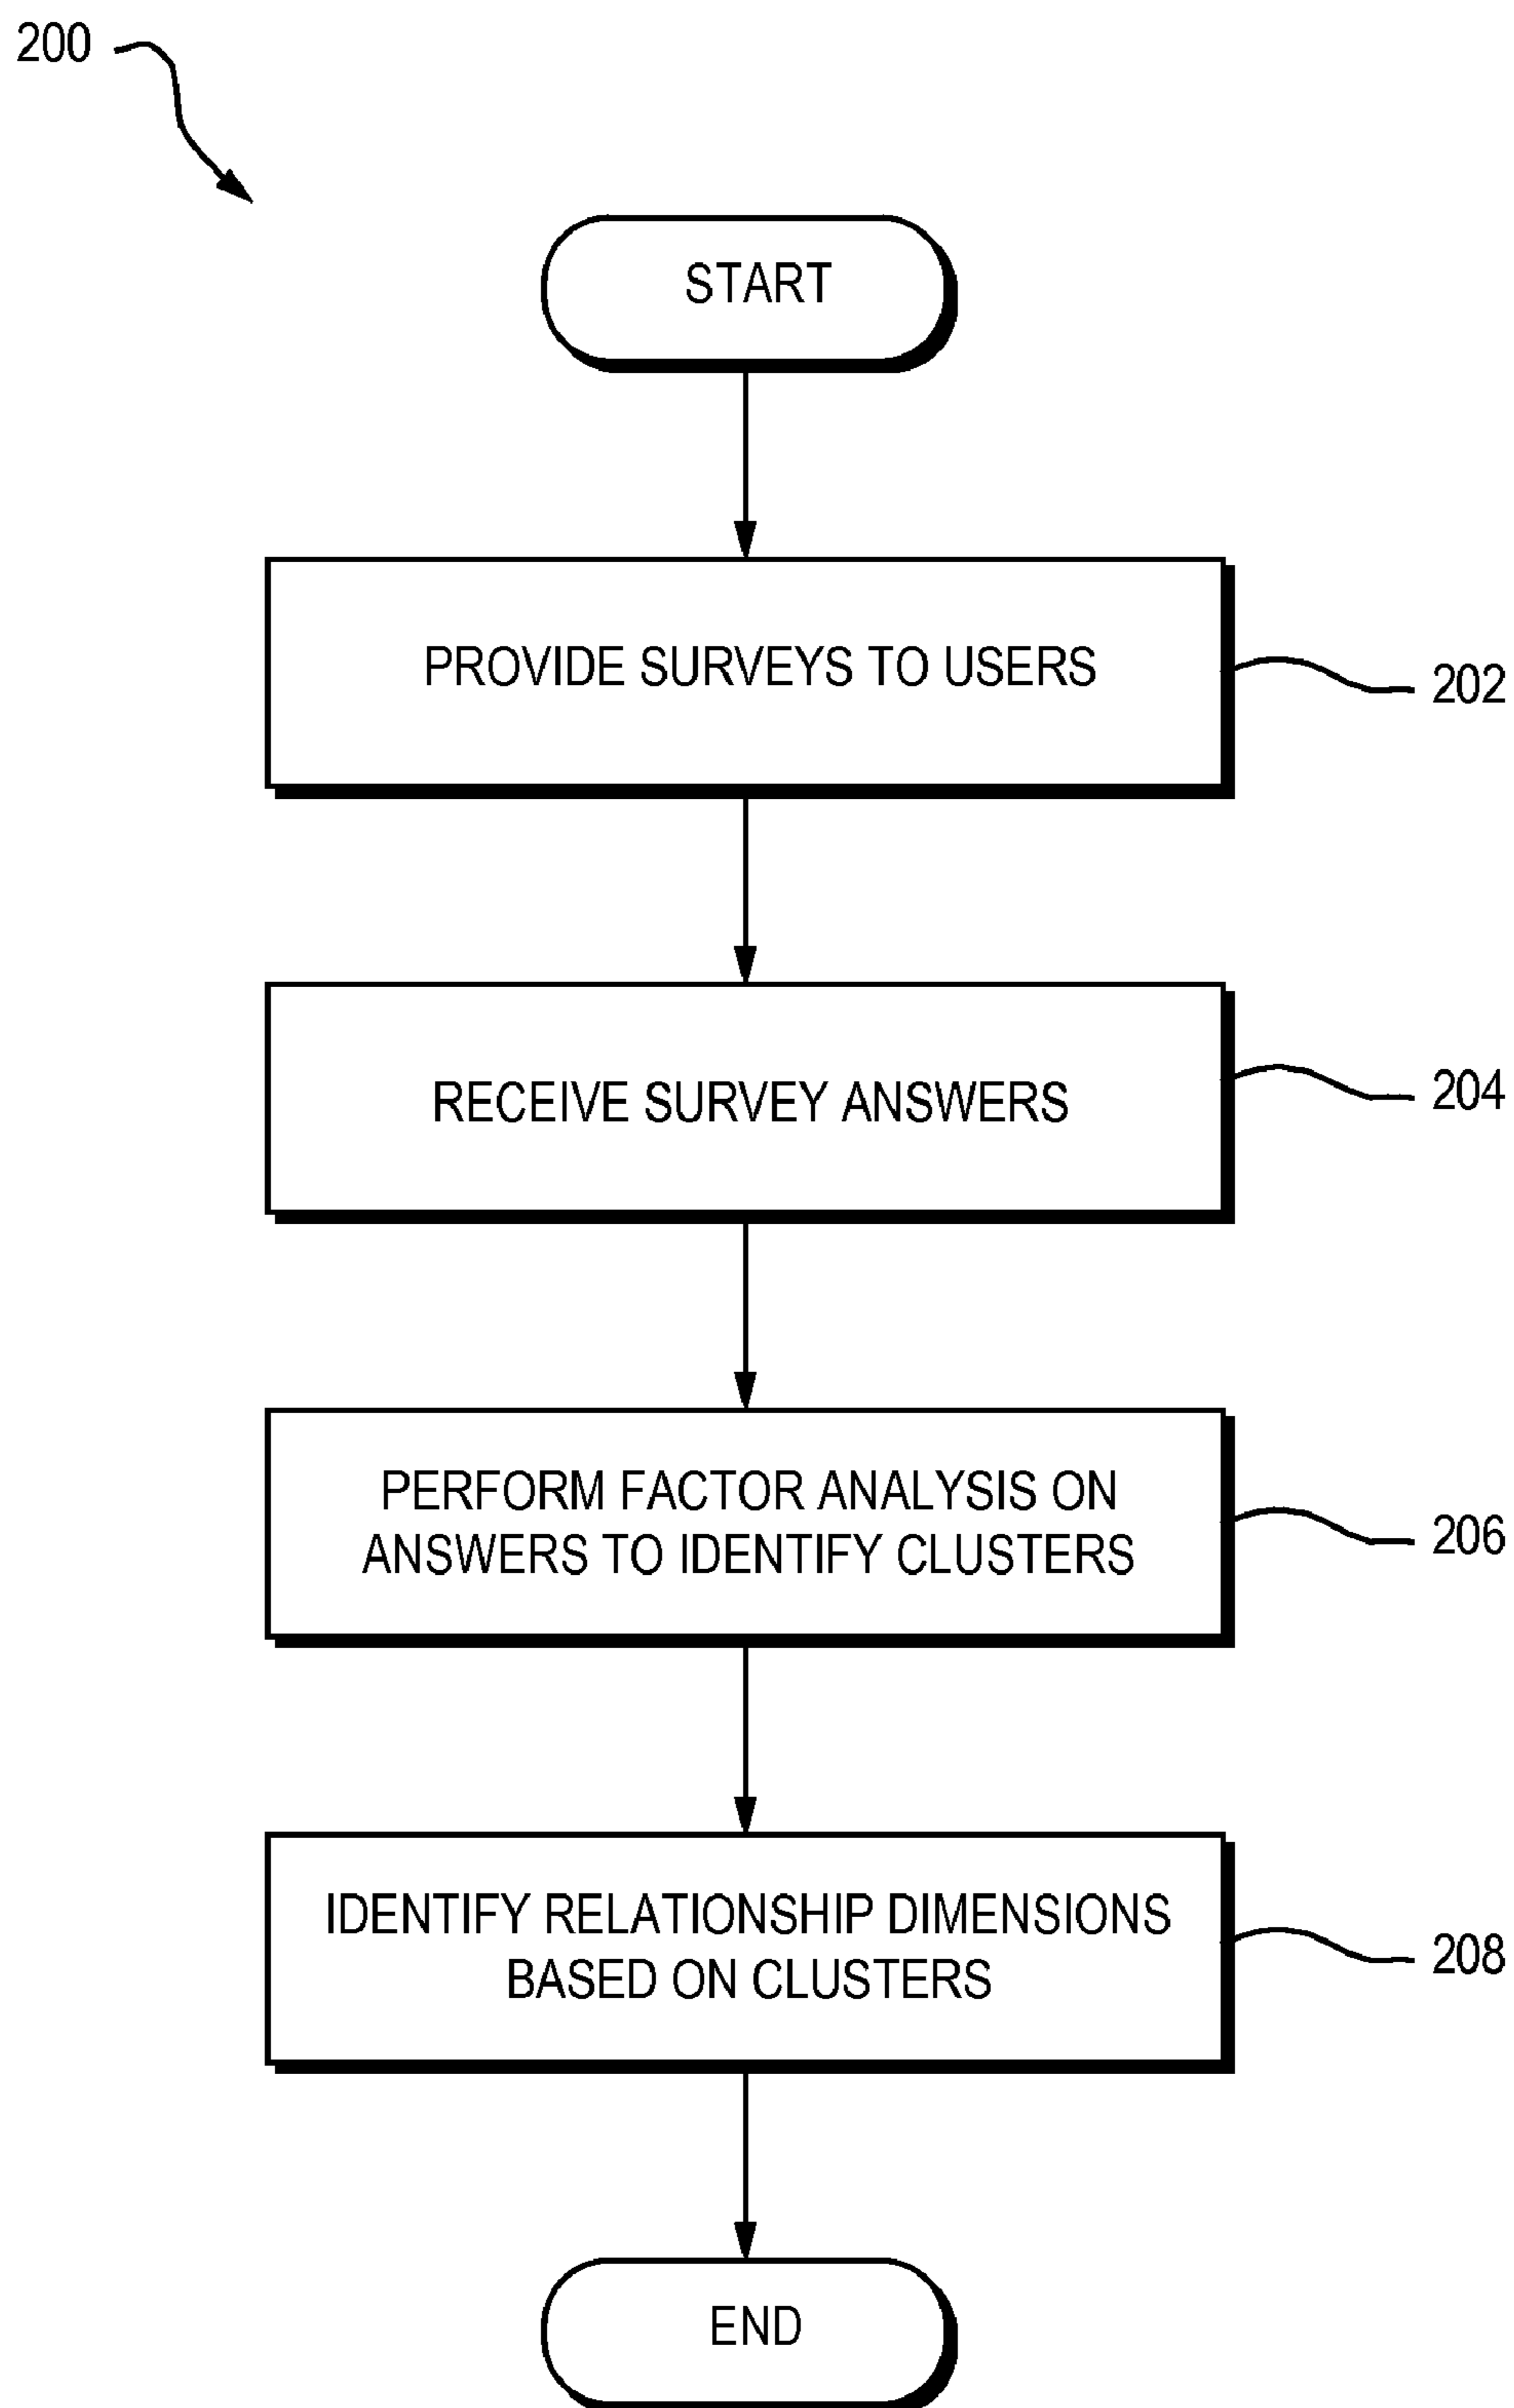 200
START
PROVIDE SURVEYS TO USERS
202
RECEIVE SURVEY ANSWERS
204
PERFORM FACTOR ANALYSIS ON
ANSWERS TO IDENTIFY CLUSTERS
206
IDENTIFY RELATIONSHIP DIMENSIONS
BASED ON CLUSTERS
208
END